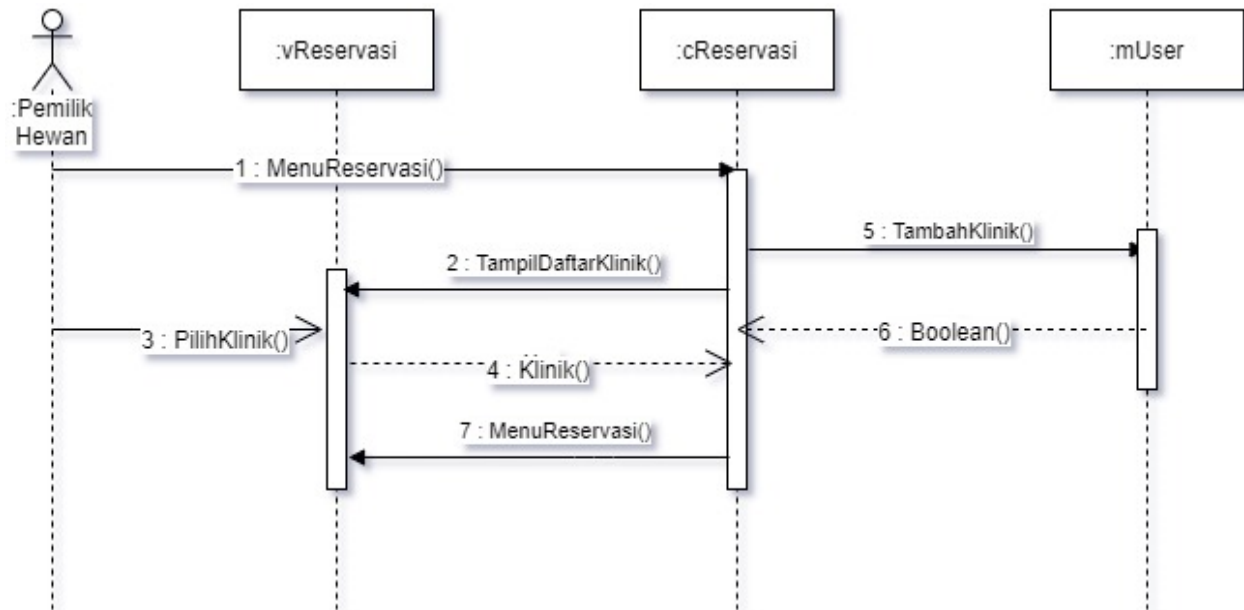 :vReservasi
:cReservasi
:mUser
:Pemilik
Hewan
1 : MenuReservasi()
5 : TambahKlinik()
2 : TampilDaftarKlinik()
3 : PilihKlinik()
6 : Boolean()
4 : Klinik()
7 : MenuReservasi()